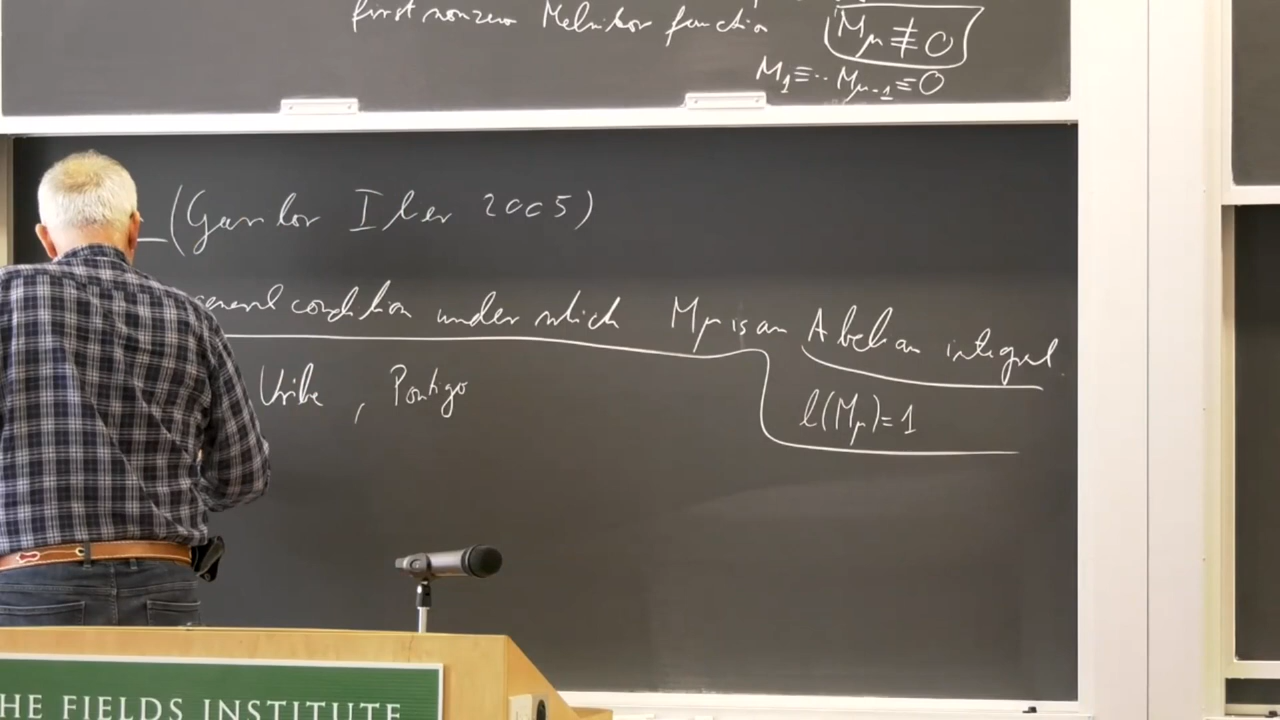 first nonzero Melnikov function Mμ ≢ 0
M₁≡·· Mμ-1≡0
(Gavrilov Iliev 2005)
general condition under which Mμ is an Abelian integral
Uribe , Pontigo
ℓ(Mμ)=1
HE FIELDS INSTITUTE